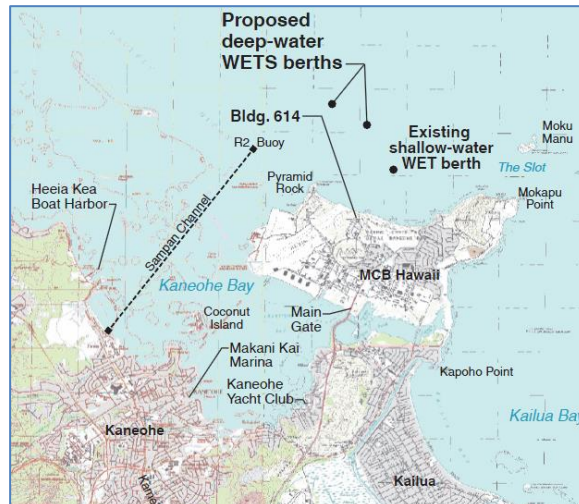 Proposed
deep-water
WETS berths
Bldg. 614
R2 Buoy
Existing
shallow-water
WET berth
Moku
Manu
The Slot
Heeia Kea
Boat Harbor
Pyramid
Rock
Mokapu
Point
Sampan Channel
MCB Hawaii
Kaneohe Bay
Coconut
Island
Main
Gate
Makani Kai
Marina
Kapoho Point
Kaneohe
Yacht Club
Kailua Bay
Kaneohe
Kailua